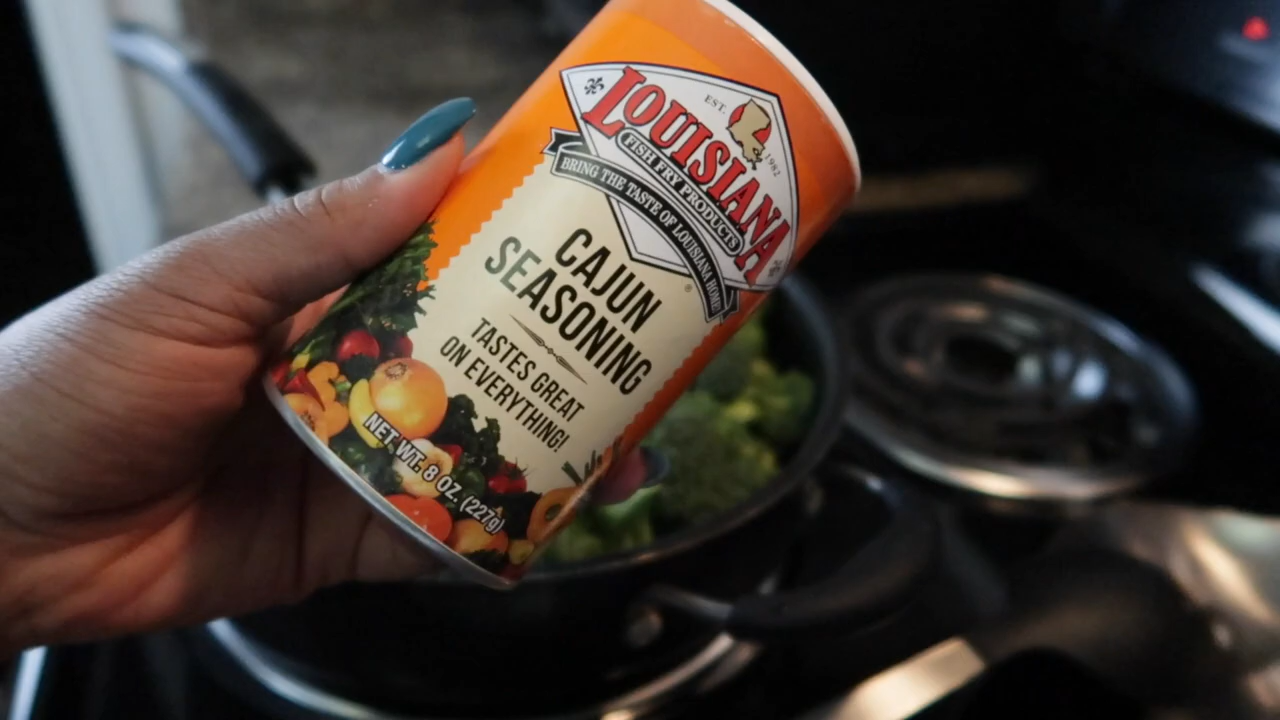 EST. 1982
LOUISIANA
FISH FRY PRODUCTS
BRING THE TASTE OF LOUISIANA HOME!
®
CAJUN
SEASONING
TASTES GREAT
ON EVERYTHING!
NET WT. 8 OZ. (227g)